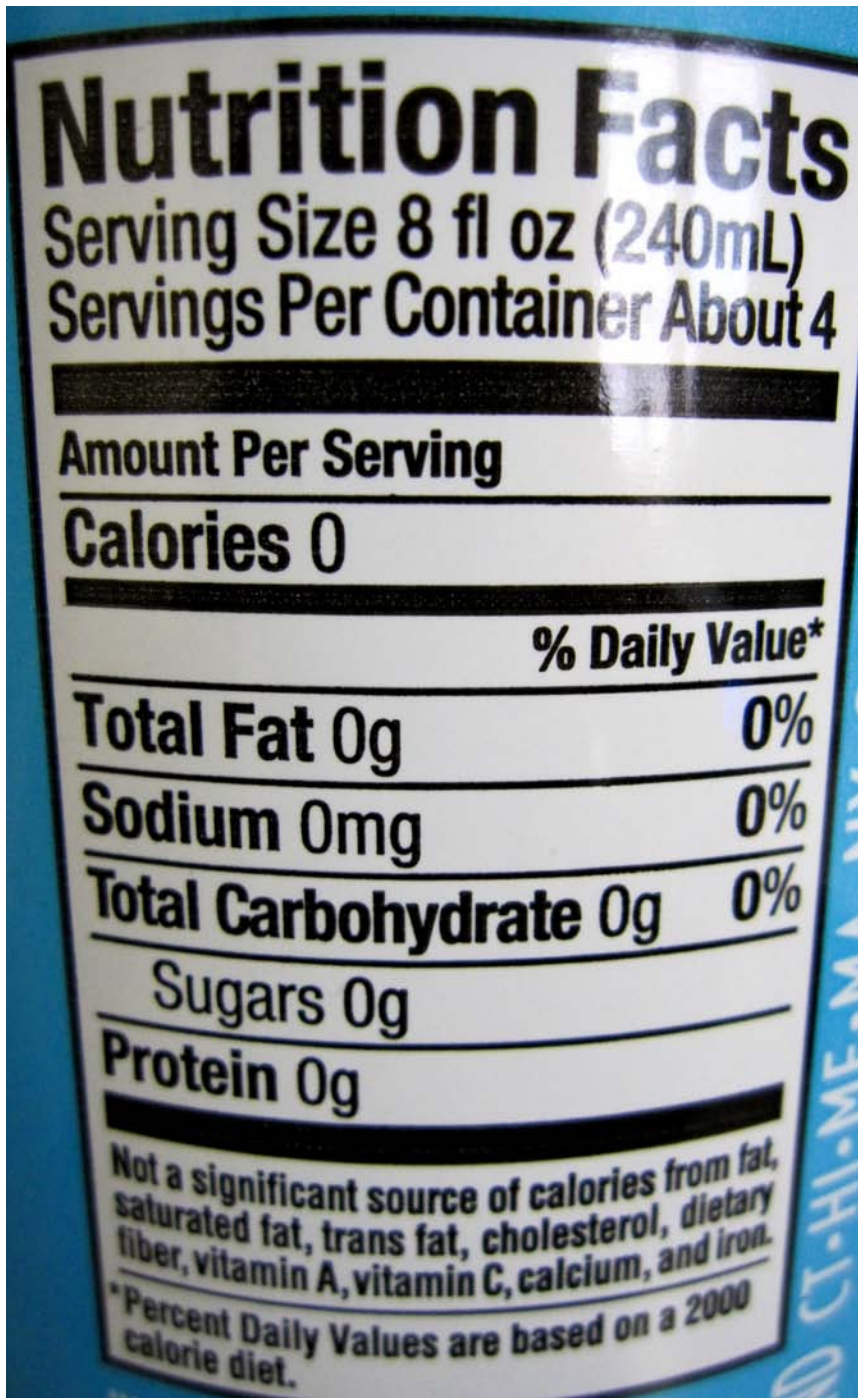 Nutrition Facts
Serving Size 8 fl oz (240mL)
Servings Per Container About 4
Amount Per Serving
Calories 0
% Daily Value*
Total Fat 0g 0%
Sodium 0mg 0%
Total Carbohydrate 0g 0%
Sugars 0g
Protein 0g
Not a significant source of calories from fat,
saturated fat, trans fat, cholesterol, dietary
fiber, vitamin A, vitamin C, calcium, and iron.
*Percent Daily Values are based on a 2000
calorie diet.
CT•HI•ME•MA